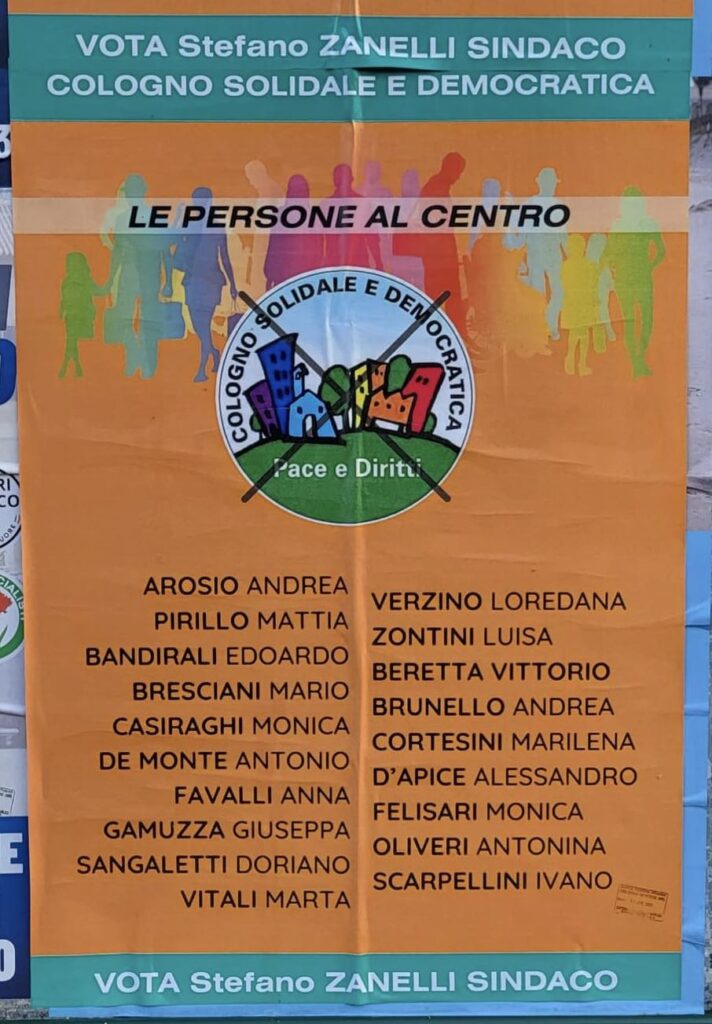 VOTA Stefano ZANELLI SINDACO
COLOGNO SOLIDALE E DEMOCRATICA
LE PERSONE AL CENTRO
COLOGNO SOLIDALE E DEMOCRATICA
Pace e Diritti
AROSIO ANDREA
PIRILLO MATTIA
BANDIRALI EDOARDO
BRESCIANI MARIO
CASIRAGHI MONICA
DE MONTE ANTONIO
FAVALLI ANNA
GAMUZZA GIUSEPPA
SANGALETTI DORIANO
VITALI MARTA
VERZINO LOREDANA
ZONTINI LUISA
BERETTA VITTORIO
BRUNELLO ANDREA
CORTESINI MARILENA
D'APICE ALESSANDRO
FELISARI MONICA
OLIVERI ANTONINA
SCARPELLINI IVANO
VOTA Stefano ZANELLI SINDACO